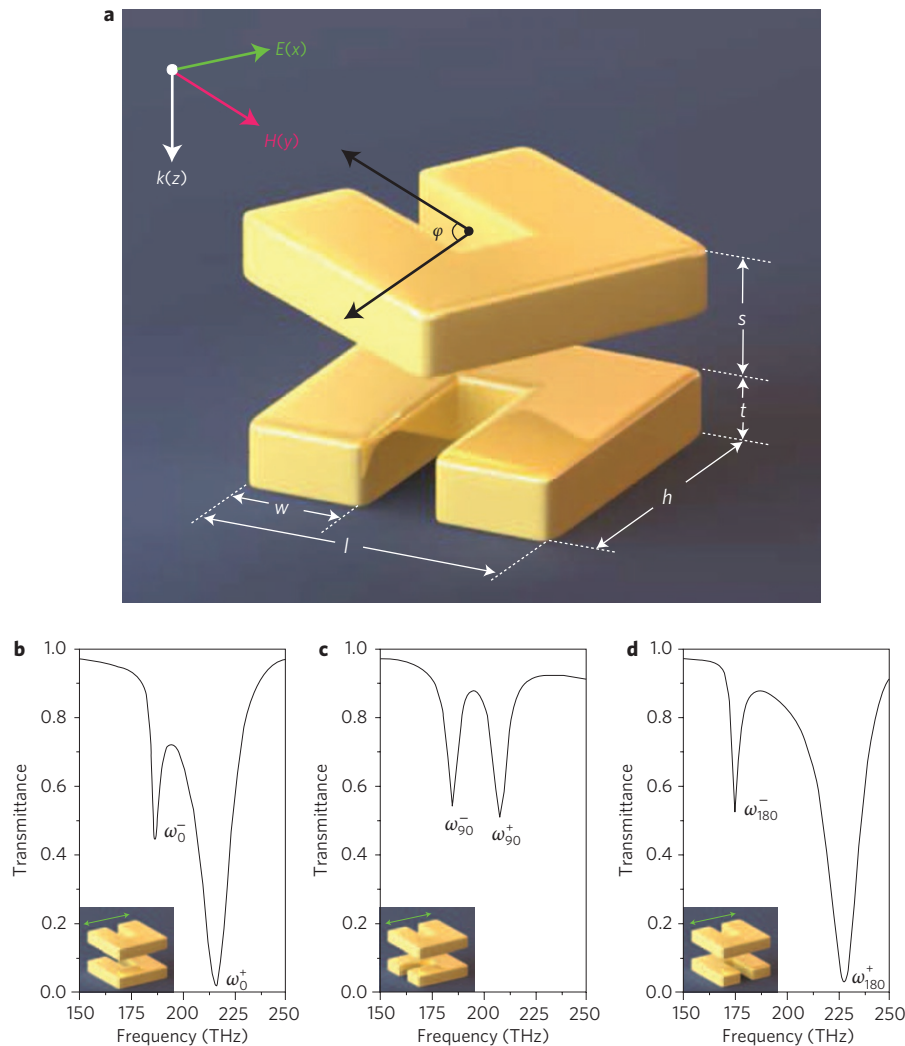 a
E(x)
H(y)
k(z)
φ
s
t
h
w
l
b
c
d
1.0
0.8
0.6
0.4
0.2
0.0
Transmittance
ω₀⁻
ω₀⁺
150 175 200 225 250
Frequency (THz)
1.0
0.8
0.6
0.4
0.2
0.0
Transmittance
ω₉₀⁻
ω₉₀⁺
150 175 200 225 250
Frequency (THz)
1.0
0.8
0.6
0.4
0.2
0.0
Transmittance
ω₁₈₀⁻
ω₁₈₀⁺
150 175 200 225 250
Frequency (THz)